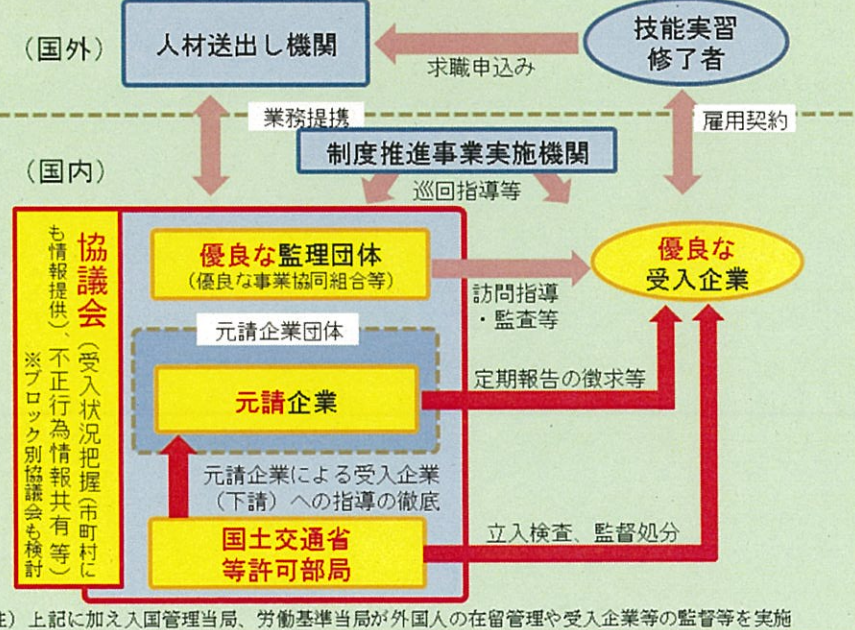 （国外）
人材送出し機関
技能実習
修了者
求職申込み
業務提携
雇用契約
制度推進事業実施機関
（国内）
巡回指導等
協議会（受入状況把握（市町村に
も情報提供）、不正行為情報共有等）
※ブロック別協議会も検討
優良な監理団体
（優良な事業協同組合等）
優良な
受入企業
訪問指導
・監査等
元請企業団体
元請企業
定期報告の徴求等
元請企業による受入企業
（下請）への指導の徹底
国土交通省
等許可部局
立入検査、監督処分
注）上記に加え入国管理当局、労働基準当局が外国人の在留管理や受入企業等の監督等を実施